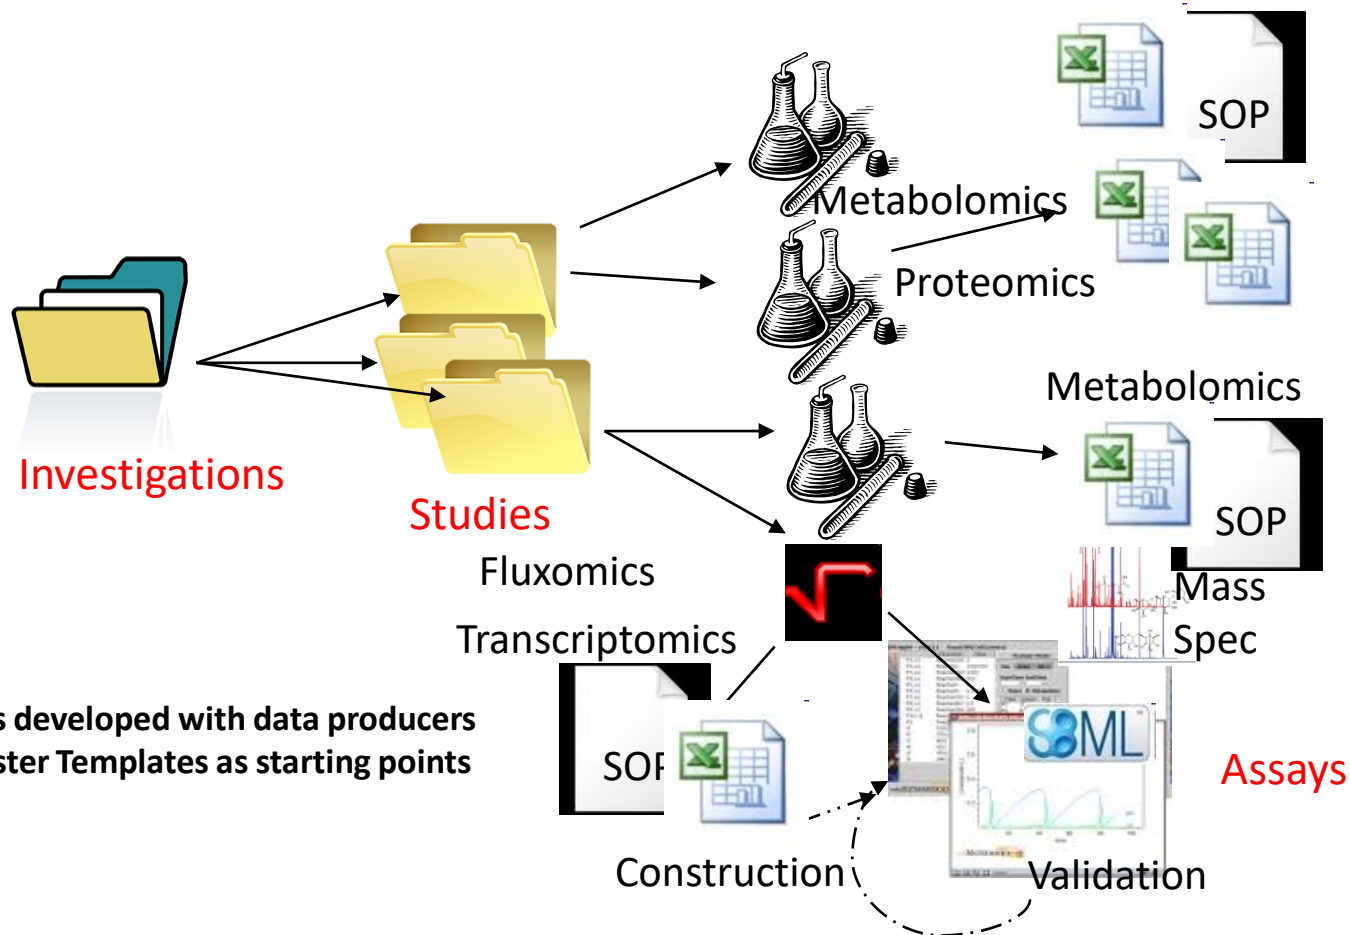 SOP
Metabolomics
Proteomics
Metabolomics
Investigations
Studies
SOP
Fluxomics
Mass
Spec
Transcriptomics
s developed with data producers
ster Templates as starting points
SOP
SBML
Assays
Construction
Validation